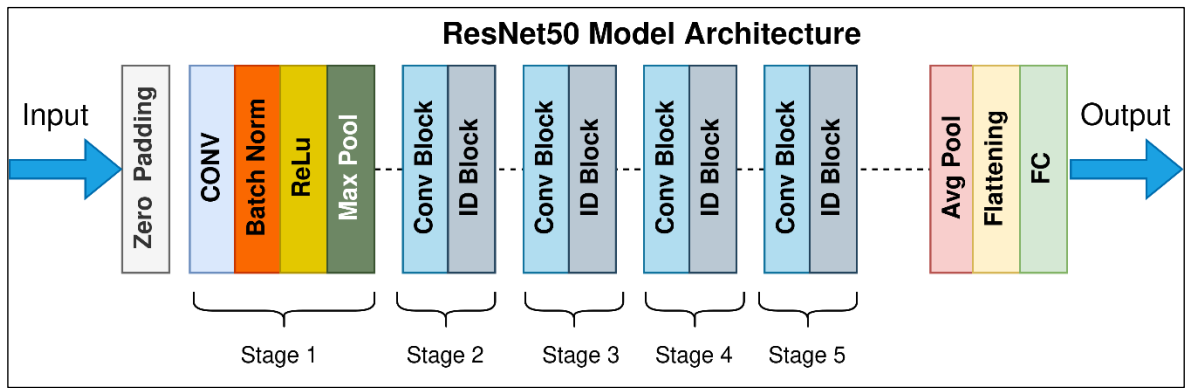 ResNet50 Model Architecture
Input
Zero Padding
CONV
Batch Norm
ReLu
Max Pool
Conv Block
ID Block
Conv Block
ID Block
Conv Block
ID Block
Conv Block
ID Block
Avg Pool
Flattening
FC
Output
Stage 1
Stage 2
Stage 3
Stage 4
Stage 5